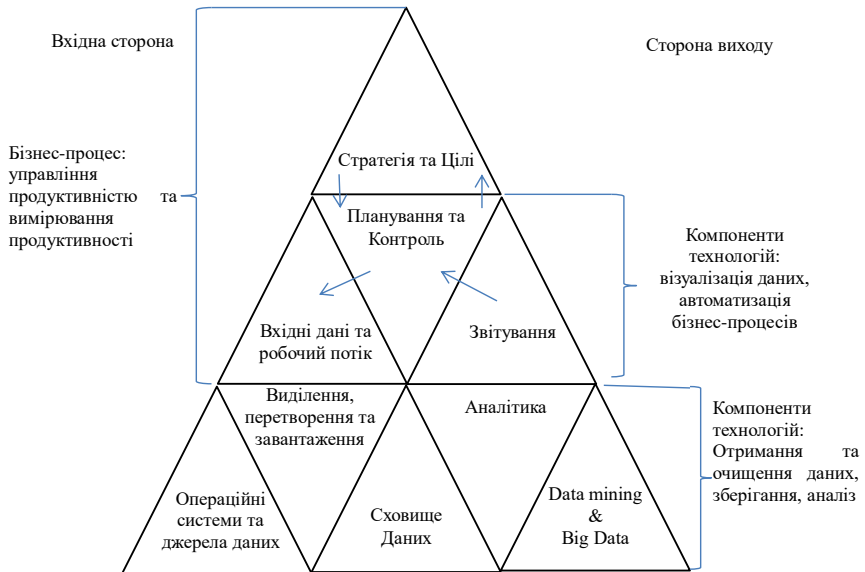 Вхідна сторона
Сторона виходу
Стратегія та Цілі
Бізнес-процес:
управління
продуктивністю та
вимірювання
продуктивності
Планування та
Контроль
Компоненти
технологій:
візуалізація даних,
автоматизація
бізнес-процесів
Вхідні дані та
робочий потік
Звітування
Виділення,
перетворення та
завантаження
Аналітика
Компоненти
технологій:
Отримання та
очищення даних,
зберігання, аналіз
Операційні
системи та
джерела даних
Сховище
Даних
Data mining
&
Big Data